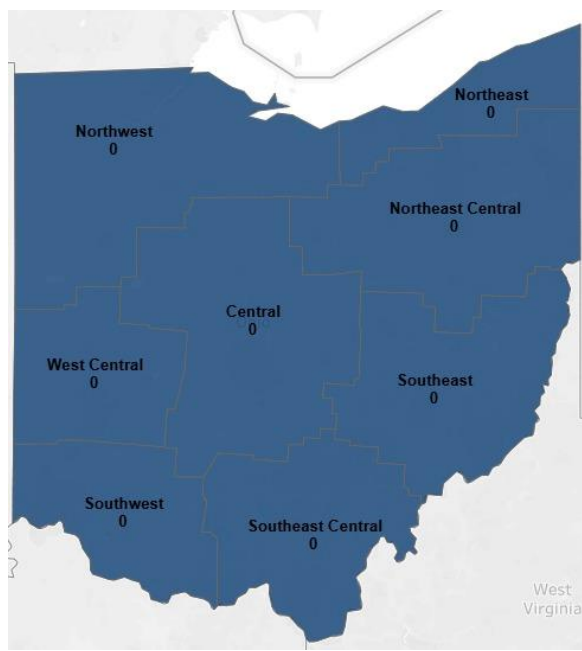 Northeast
0
Northwest
0
Northeast Central
0
Central
0
West Central
0
Southeast
0
Southwest
0
Southeast Central
0
West
Virginia